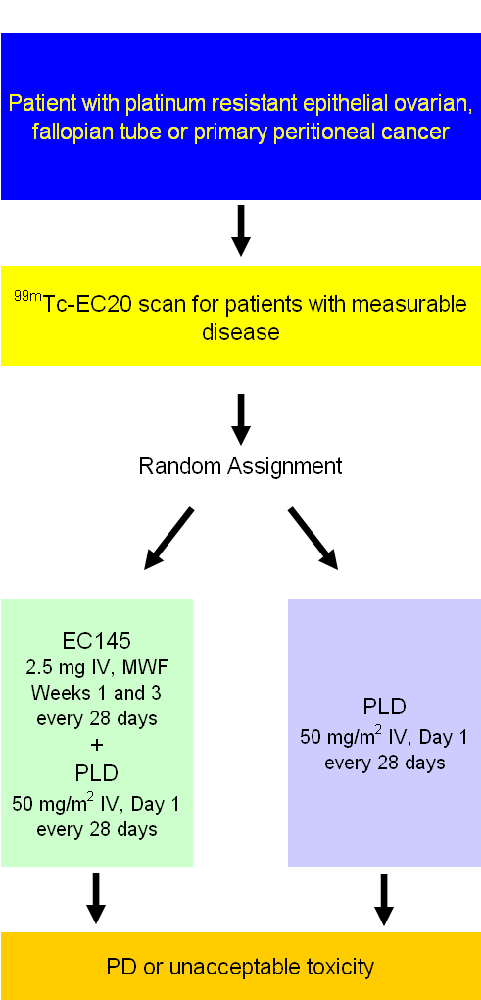 Patient with platinum resistant epithelial ovarian,
fallopian tube or primary peritioneal cancer
99mTc-EC20 scan for patients with measurable
disease
Random Assignment
EC145
2.5 mg IV, MWF
Weeks 1 and 3
every 28 days
+
PLD
50 mg/m2 IV, Day 1
every 28 days
PLD
50 mg/m2 IV, Day 1
every 28 days
PD or unacceptable toxicity